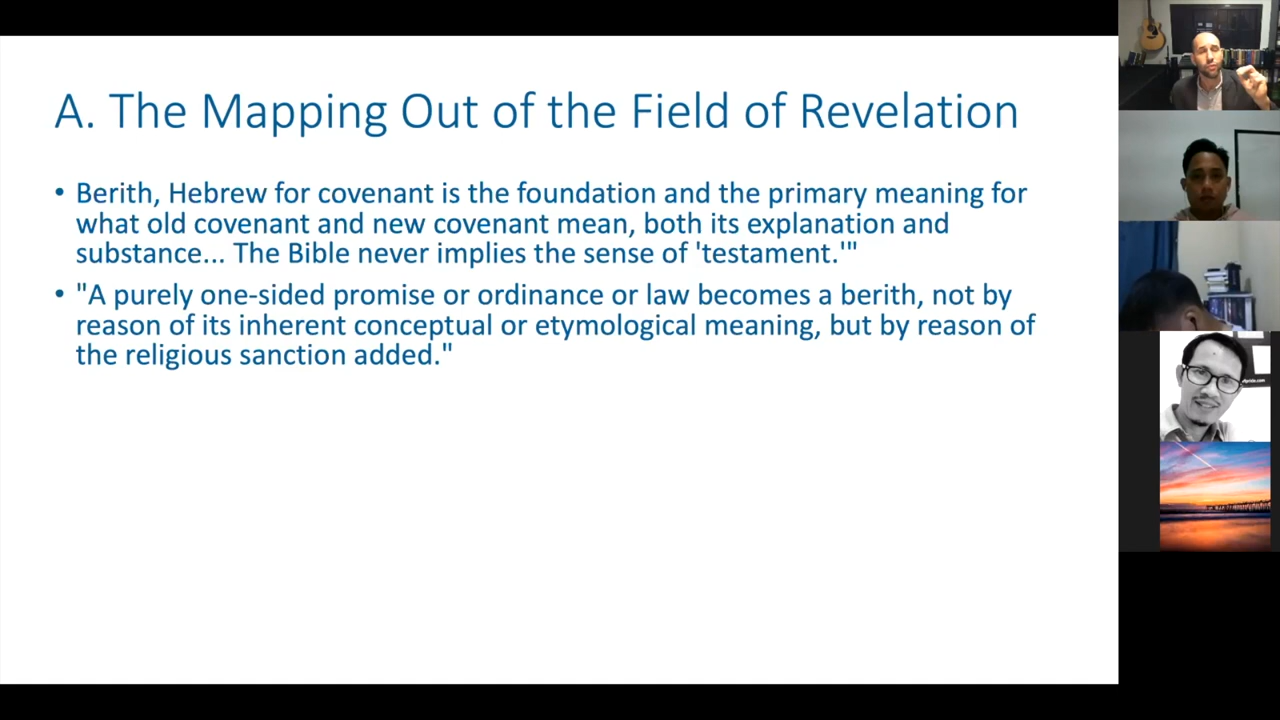 A. The Mapping Out of the Field of Revelation
• Berith, Hebrew for covenant is the foundation and the primary meaning for
what old covenant and new covenant mean, both its explanation and
substance... The Bible never implies the sense of 'testament.'"
• "A purely one-sided promise or ordinance or law becomes a berith, not by
reason of its inherent conceptual or etymological meaning, but by reason of
the religious sanction added."